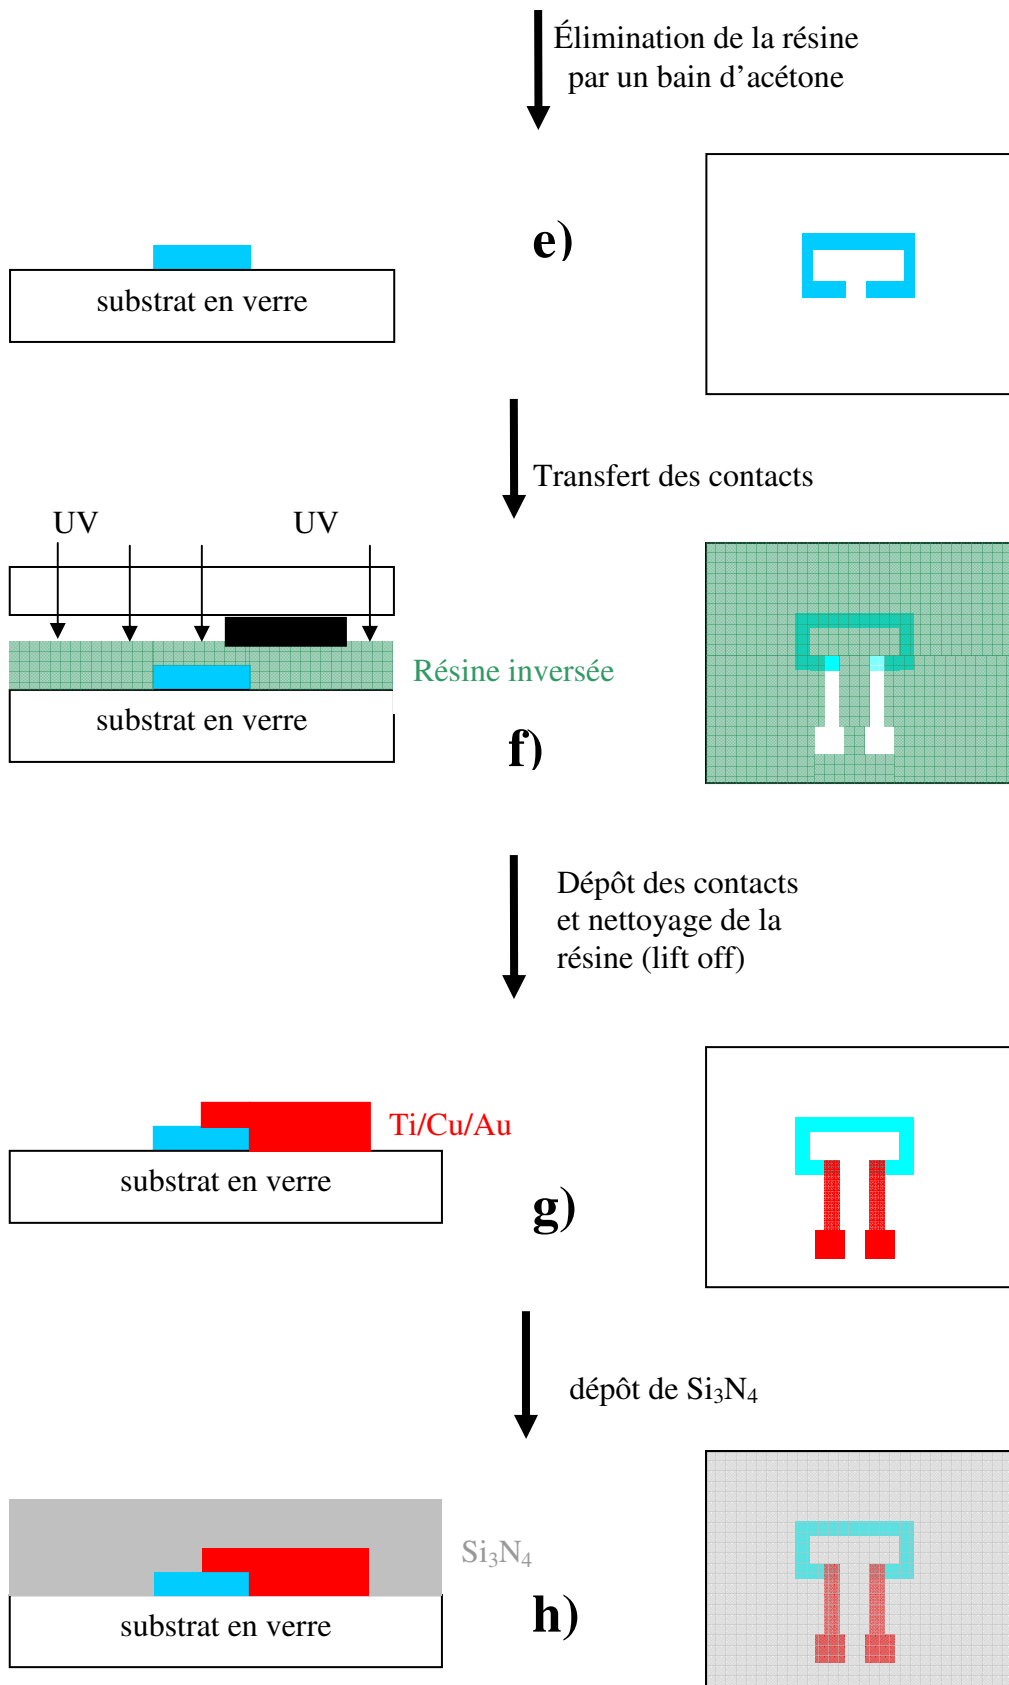 Élimination de la résine
par un bain d'acétone
e)
substrat en verre
Transfert des contacts
UV UV
Résine inversée
substrat en verre
f)
Dépôt des contacts
et nettoyage de la
résine (lift off)
Ti/Cu/Au
substrat en verre
g)
dépôt de Si₃N₄
Si₃N₄
substrat en verre
h)